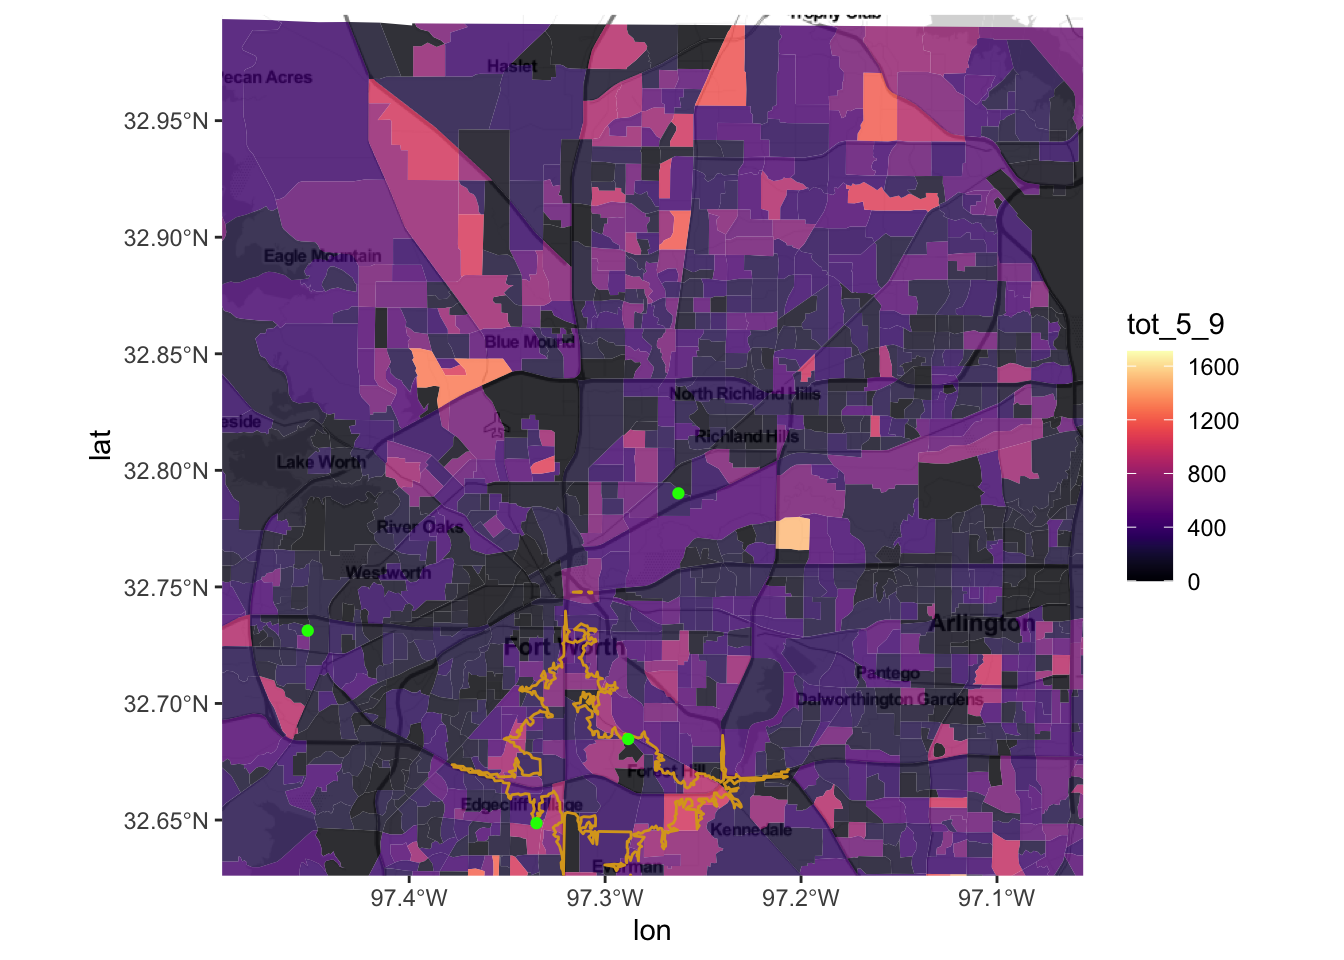 Trophy Club
Haslet
Pecan Acres
32.95°N
32.90°N
Eagle Mountain
32.85°N
Blue Mound
North Richland Hills
eside
Richland Hills
Lake Worth
32.80°N
River Oaks
Westworth
32.75°N
Arlington
Fort Worth
Pantego
32.70°N
Dalworthington Gardens
Forest Hill
Edgecliff Village
32.65°N
Kennedale
Everman
97.4°W
97.3°W
97.2°W
97.1°W
lon
lat
tot_5_9
1600
1200
800
400
0